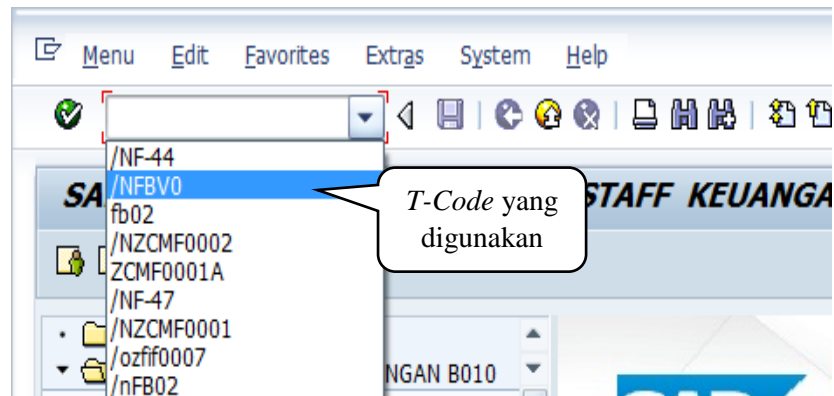 Menu Edit Favorites Extras System Help
/NF-44
/NFBV0
fb02
/NZCMF0002
ZCMF0001A
/NF-47
/NZCMF0001
/ozfif0007
/nFB02
T-Code yang
digunakan
SA
STAFF KEUANGA
NGAN B010